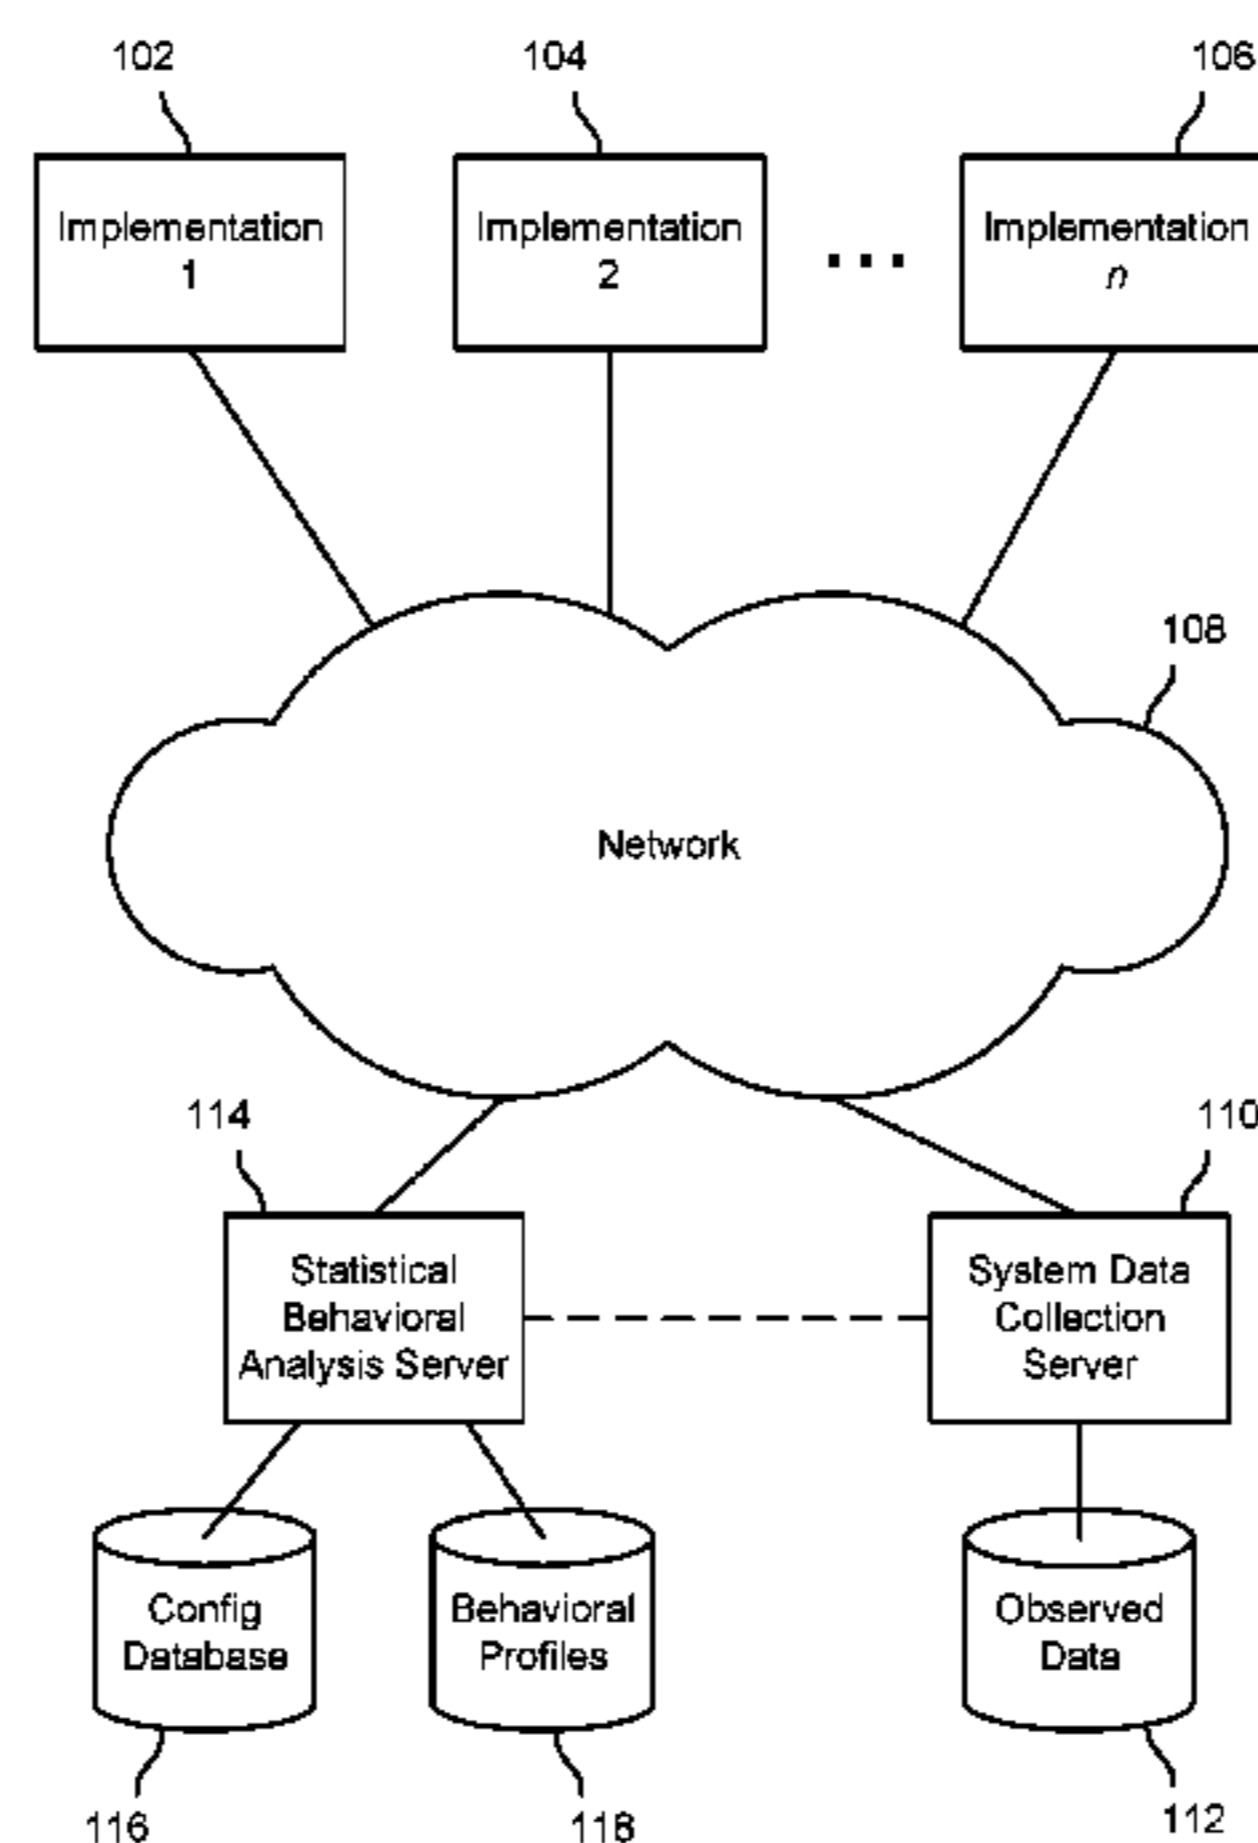 102
104
106
Implementation
1
Implementation
2
...
Implementation
n
108
Network
114
110
Statistical
Behavioral
Analysis Server
System Data
Collection
Server
Config
Database
Behavioral
Profiles
Observed
Data
116
118
112